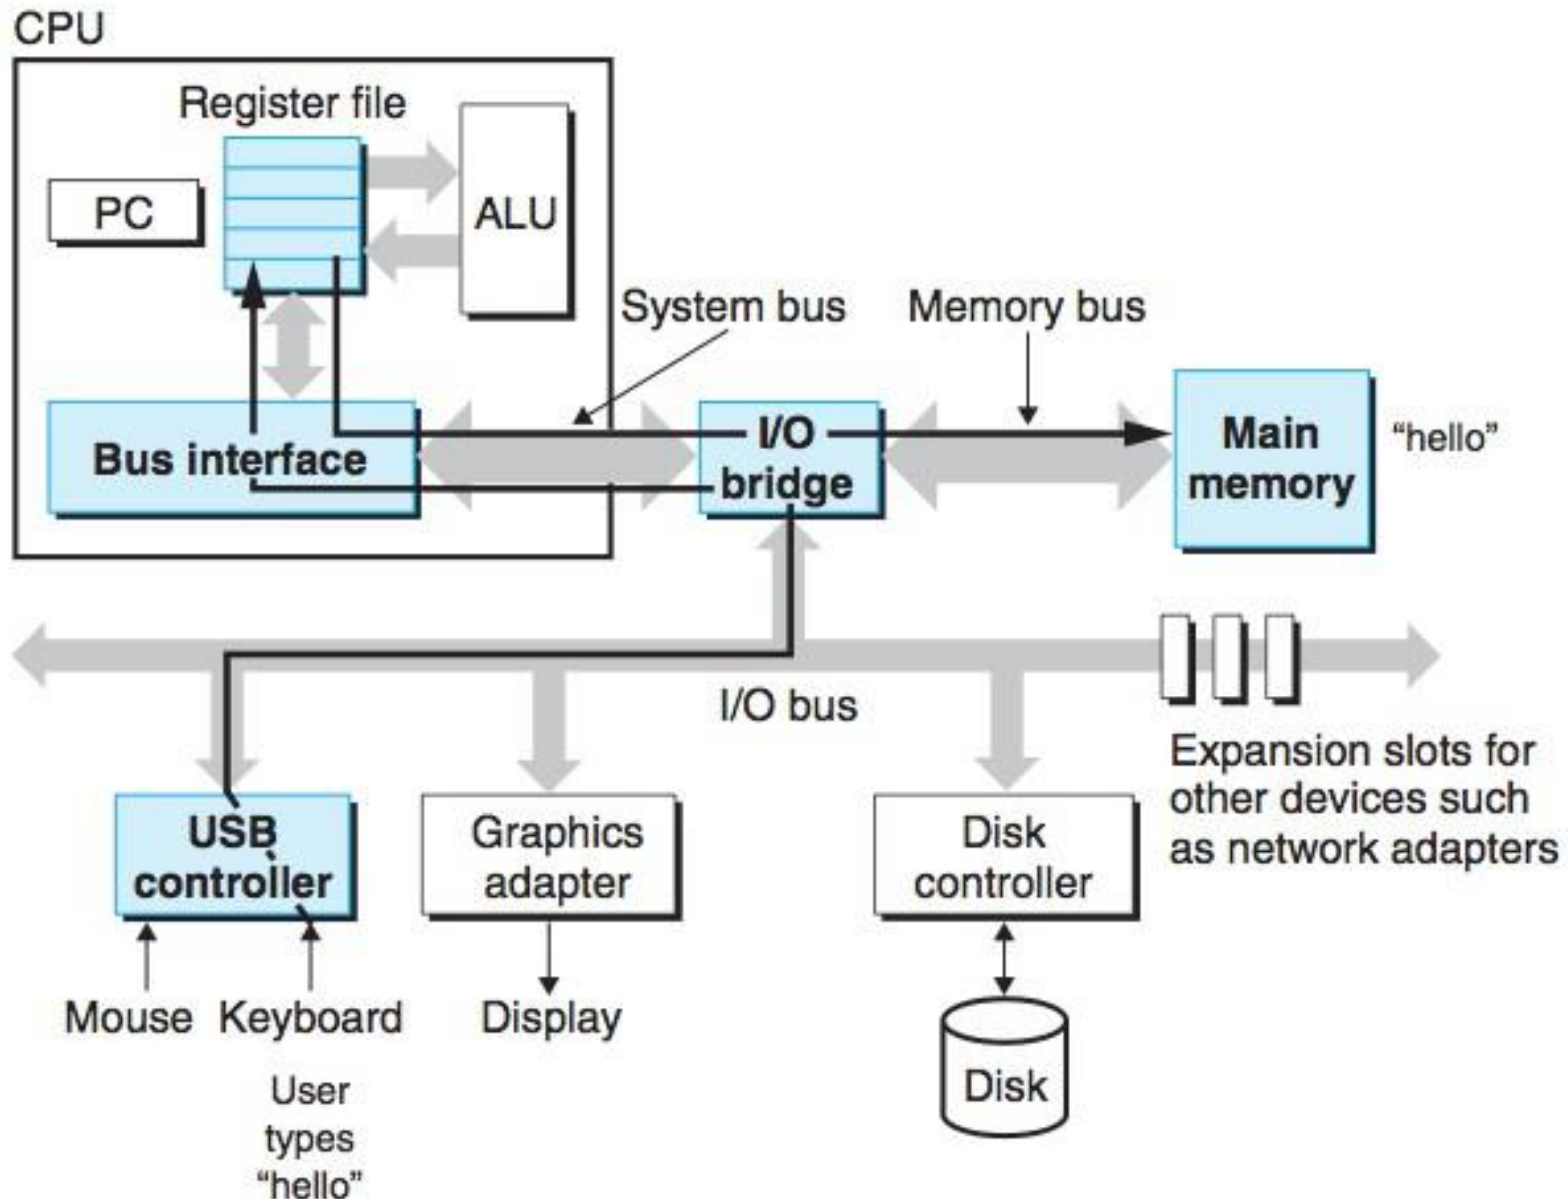 CPU
Register file
PC
ALU
System bus
Memory bus
Bus interface
I/O
bridge
Main
memory
“hello”
I/O bus
Expansion slots for
other devices such
as network adapters
USB
controller
Graphics
adapter
Disk
controller
Mouse
Keyboard
Display
Disk
User
types
“hello”